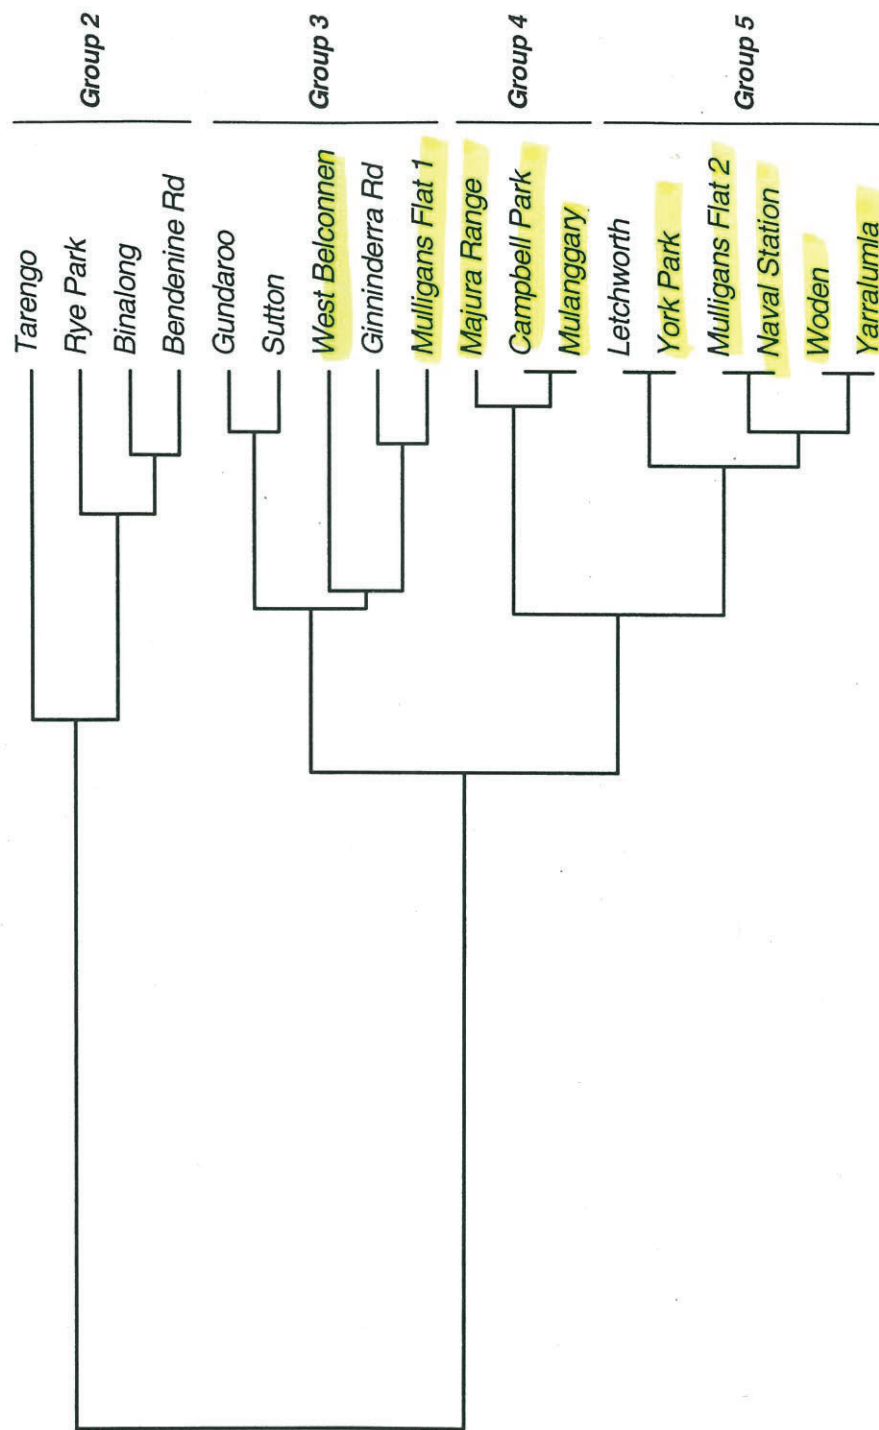 Group 2
Group 3
Group 4
Group 5
Tarengo
Rye Park
Binalong
Bendenine Rd
Gundaroo
Sutton
West Belconnen
Ginninderra Rd
Mulligans Flat 1
Majura Range
Campbell Park
Mulanggary
Letchworth
York Park
Mulligans Flat 2
Naval Station
Woden
Yarralumla